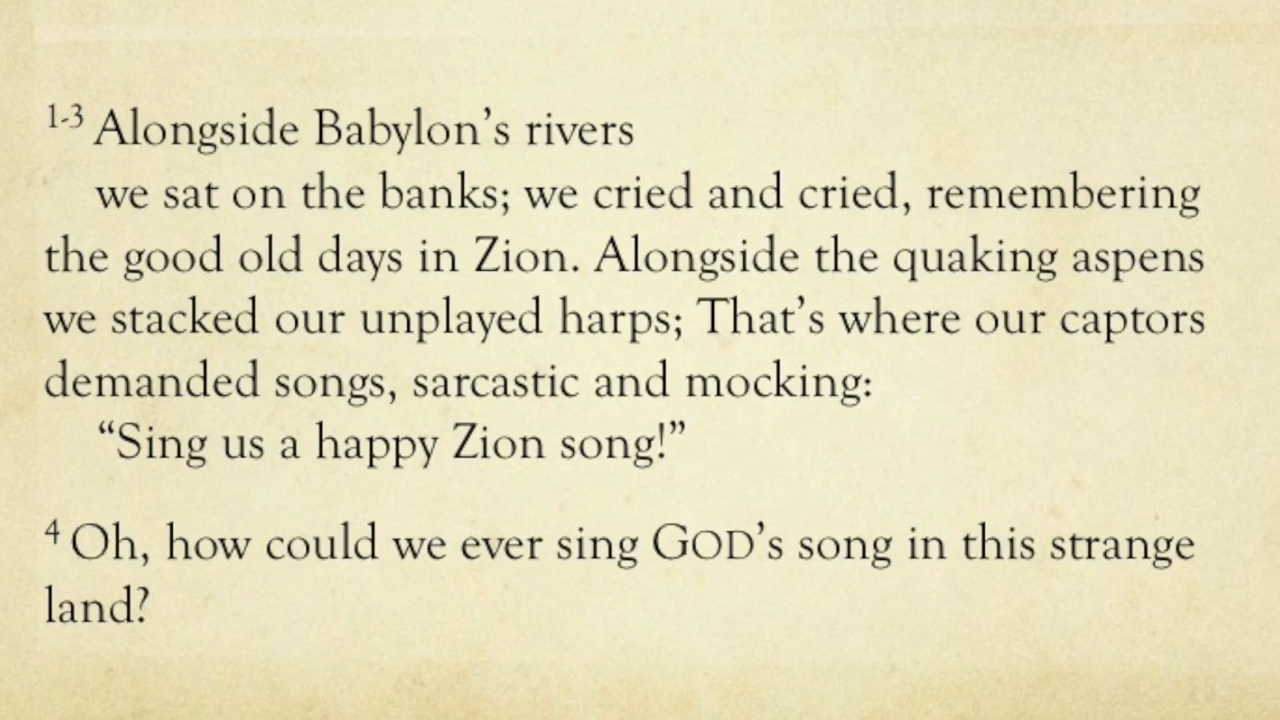 1-3 Alongside Babylon’s rivers
we sat on the banks; we cried and cried, remembering
the good old days in Zion. Alongside the quaking aspens
we stacked our unplayed harps; That’s where our captors
demanded songs, sarcastic and mocking:
“Sing us a happy Zion song!”
4 Oh, how could we ever sing GOD’s song in this strange
land?